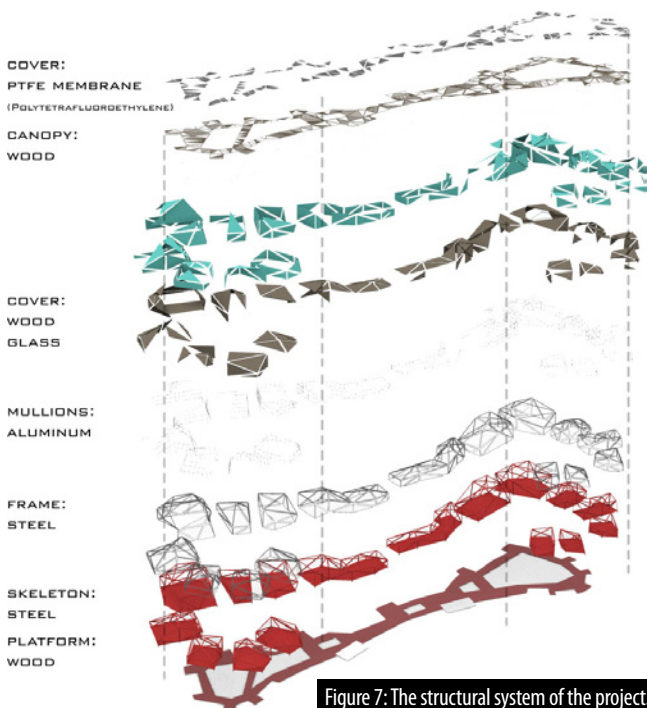 COVER:
PTFE MEMBRANE
(POLYTETRAFLUOROETHYLENE)
CANOPY:
WOOD
COVER:
WOOD
GLASS
MULLIONS:
ALUMINUM
FRAME:
STEEL
SKELETON:
STEEL
PLATFORM:
WOOD
Figure 7: The structural system of the project